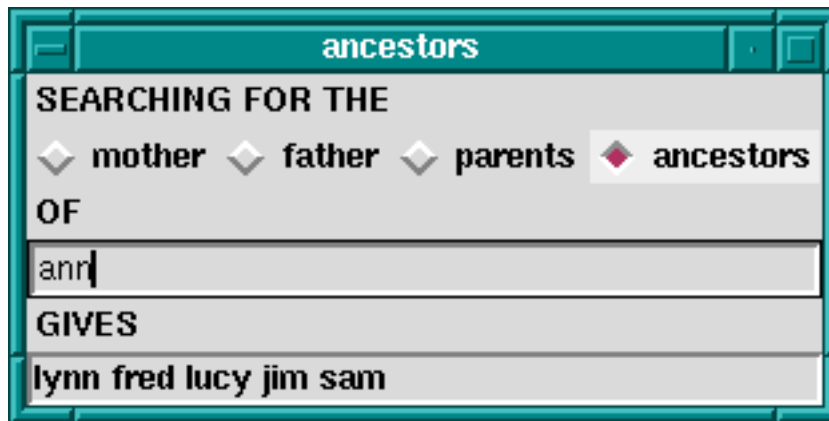 ancestors
SEARCHING FOR THE
mother father parents ancestors
OF
ann
GIVES
lynn fred lucy jim sam